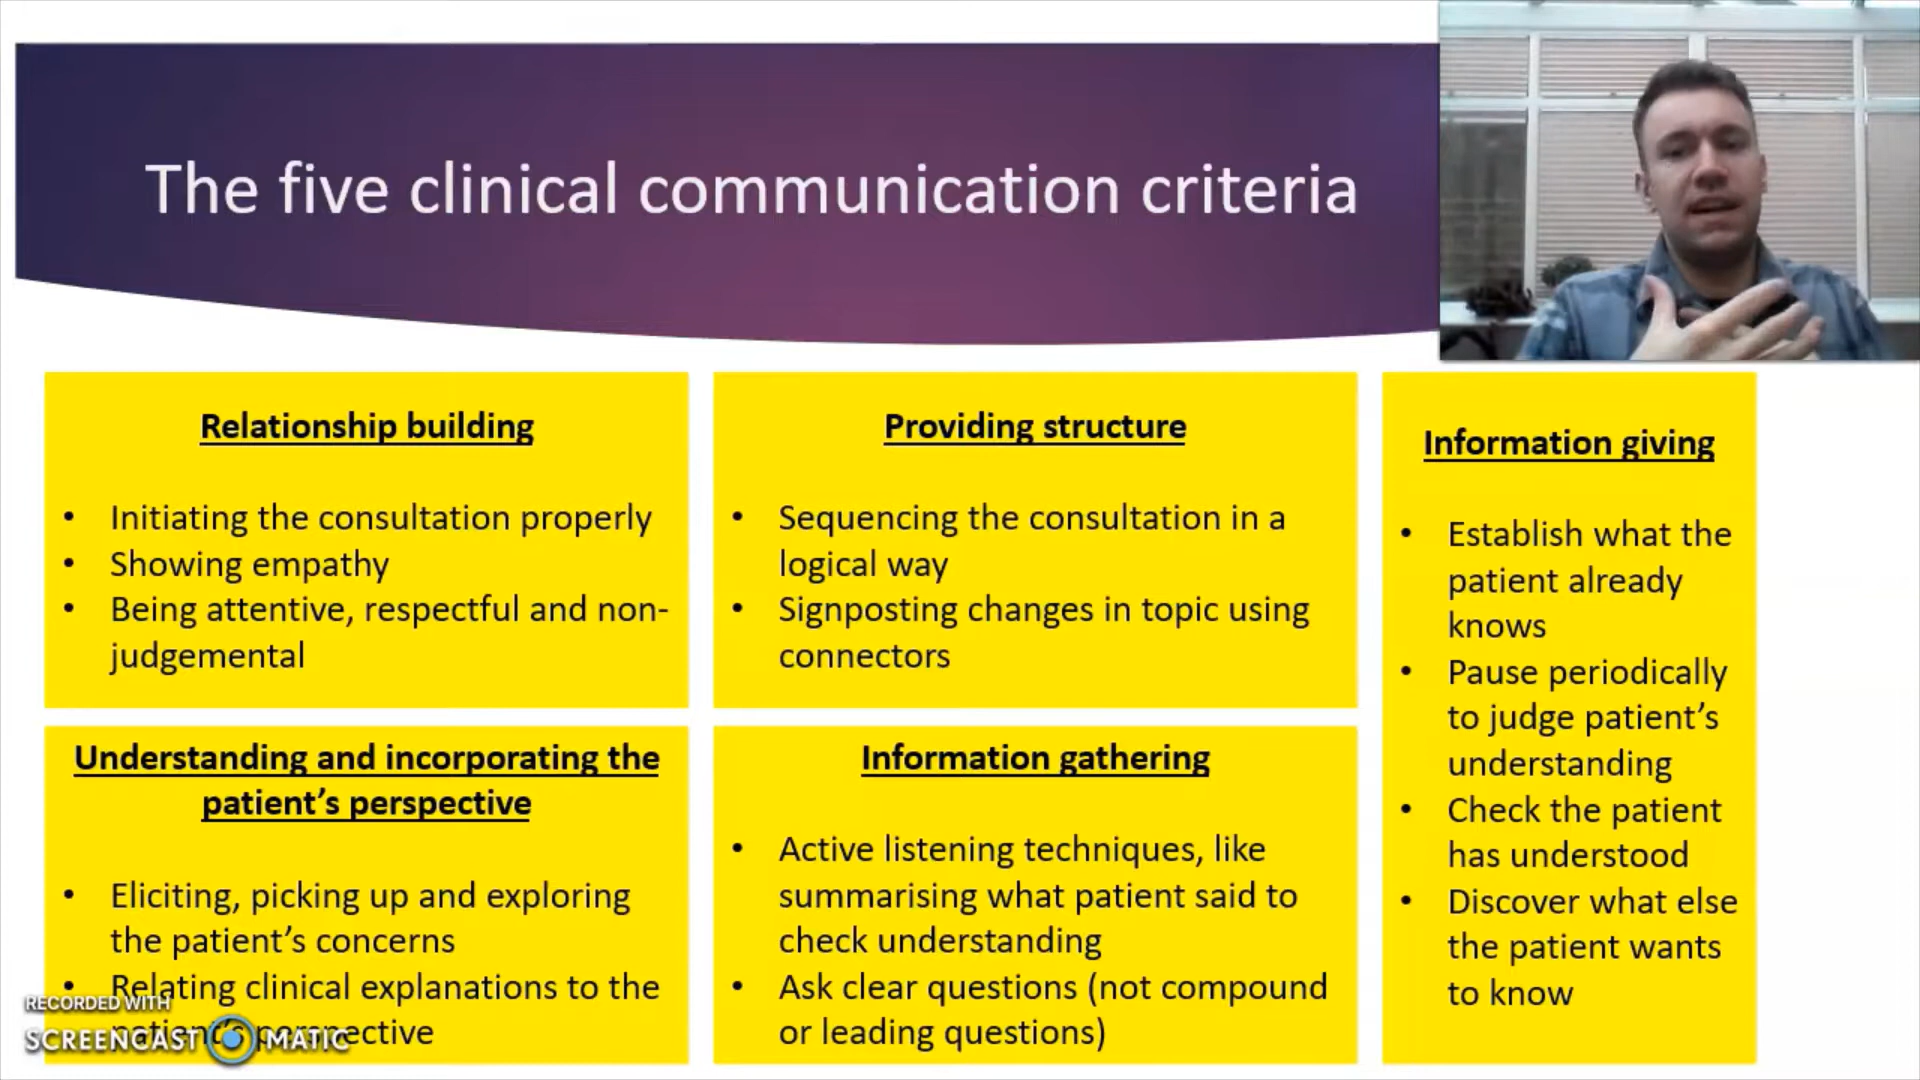 The five clinical communication criteria
Relationship building
• Initiating the consultation properly
• Showing empathy
• Being attentive, respectful and non-
judgemental
Providing structure
• Sequencing the consultation in a
logical way
• Signposting changes in topic using
connectors
Information giving
• Establish what the
patient already
knows
• Pause periodically
to judge patient's
understanding
• Check the patient
has understood
• Discover what else
the patient wants
to know
Understanding and incorporating the
patient's perspective
• Eliciting, picking up and exploring
the patient's concerns
• Relating clinical explanations to the
patient's perspective
Information gathering
• Active listening techniques, like
summarising what patient said to
check understanding
• Ask clear questions (not compound
or leading questions)
RECORDED WITH
SCREENCAST MATIC